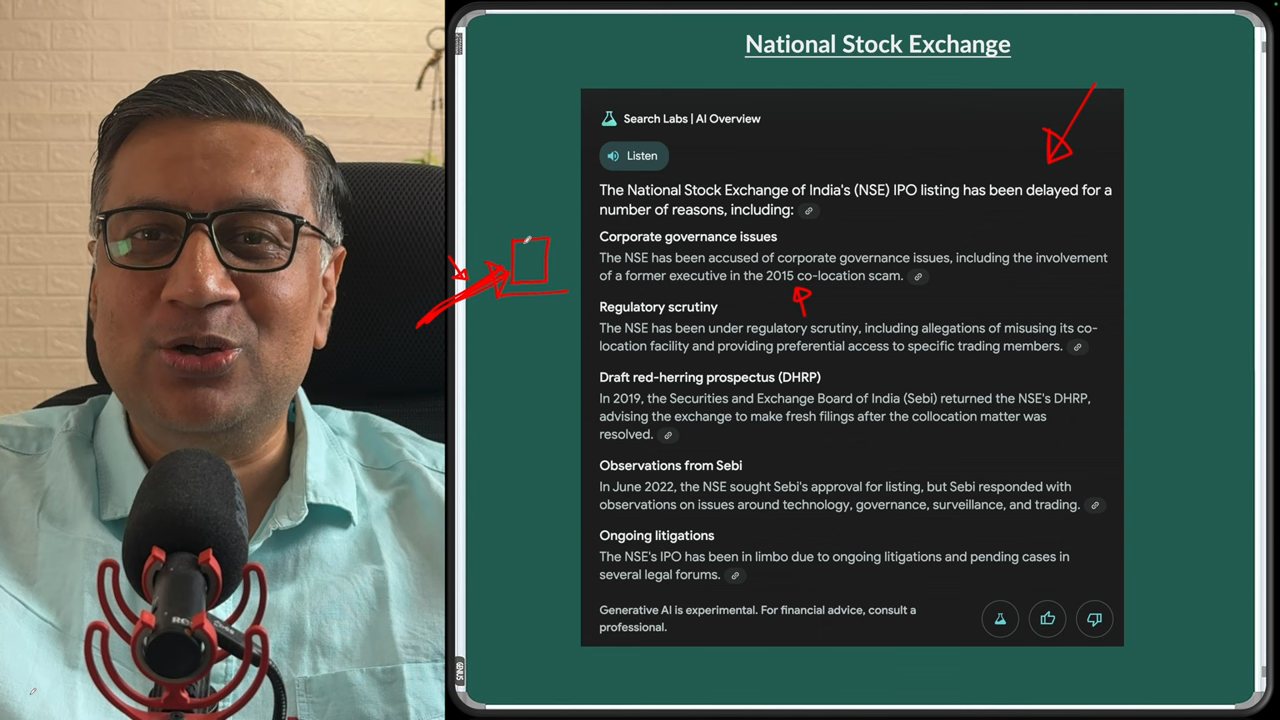 National Stock Exchange
Search Labs | AI Overview
Listen
The National Stock Exchange of India's (NSE) IPO listing has been delayed for a
number of reasons, including:
Corporate governance issues
The NSE has been accused of corporate governance issues, including the involvement
of a former executive in the 2015 co-location scam.
Regulatory scrutiny
The NSE has been under regulatory scrutiny, including allegations of misusing its co-
location facility and providing preferential access to specific trading members.
Draft red-herring prospectus (DHRP)
In 2019, the Securities and Exchange Board of India (Sebi) returned the NSE's DHRP,
advising the exchange to make fresh filings after the collocation matter was
resolved.
Observations from Sebi
In June 2022, the NSE sought Sebi's approval for listing, but Sebi responded with
observations on issues around technology, governance, surveillance, and trading.
Ongoing litigations
The NSE's IPO has been in limbo due to ongoing litigations and pending cases in
several legal forums.
Generative AI is experimental. For financial advice, consult a
professional.
GENIUS